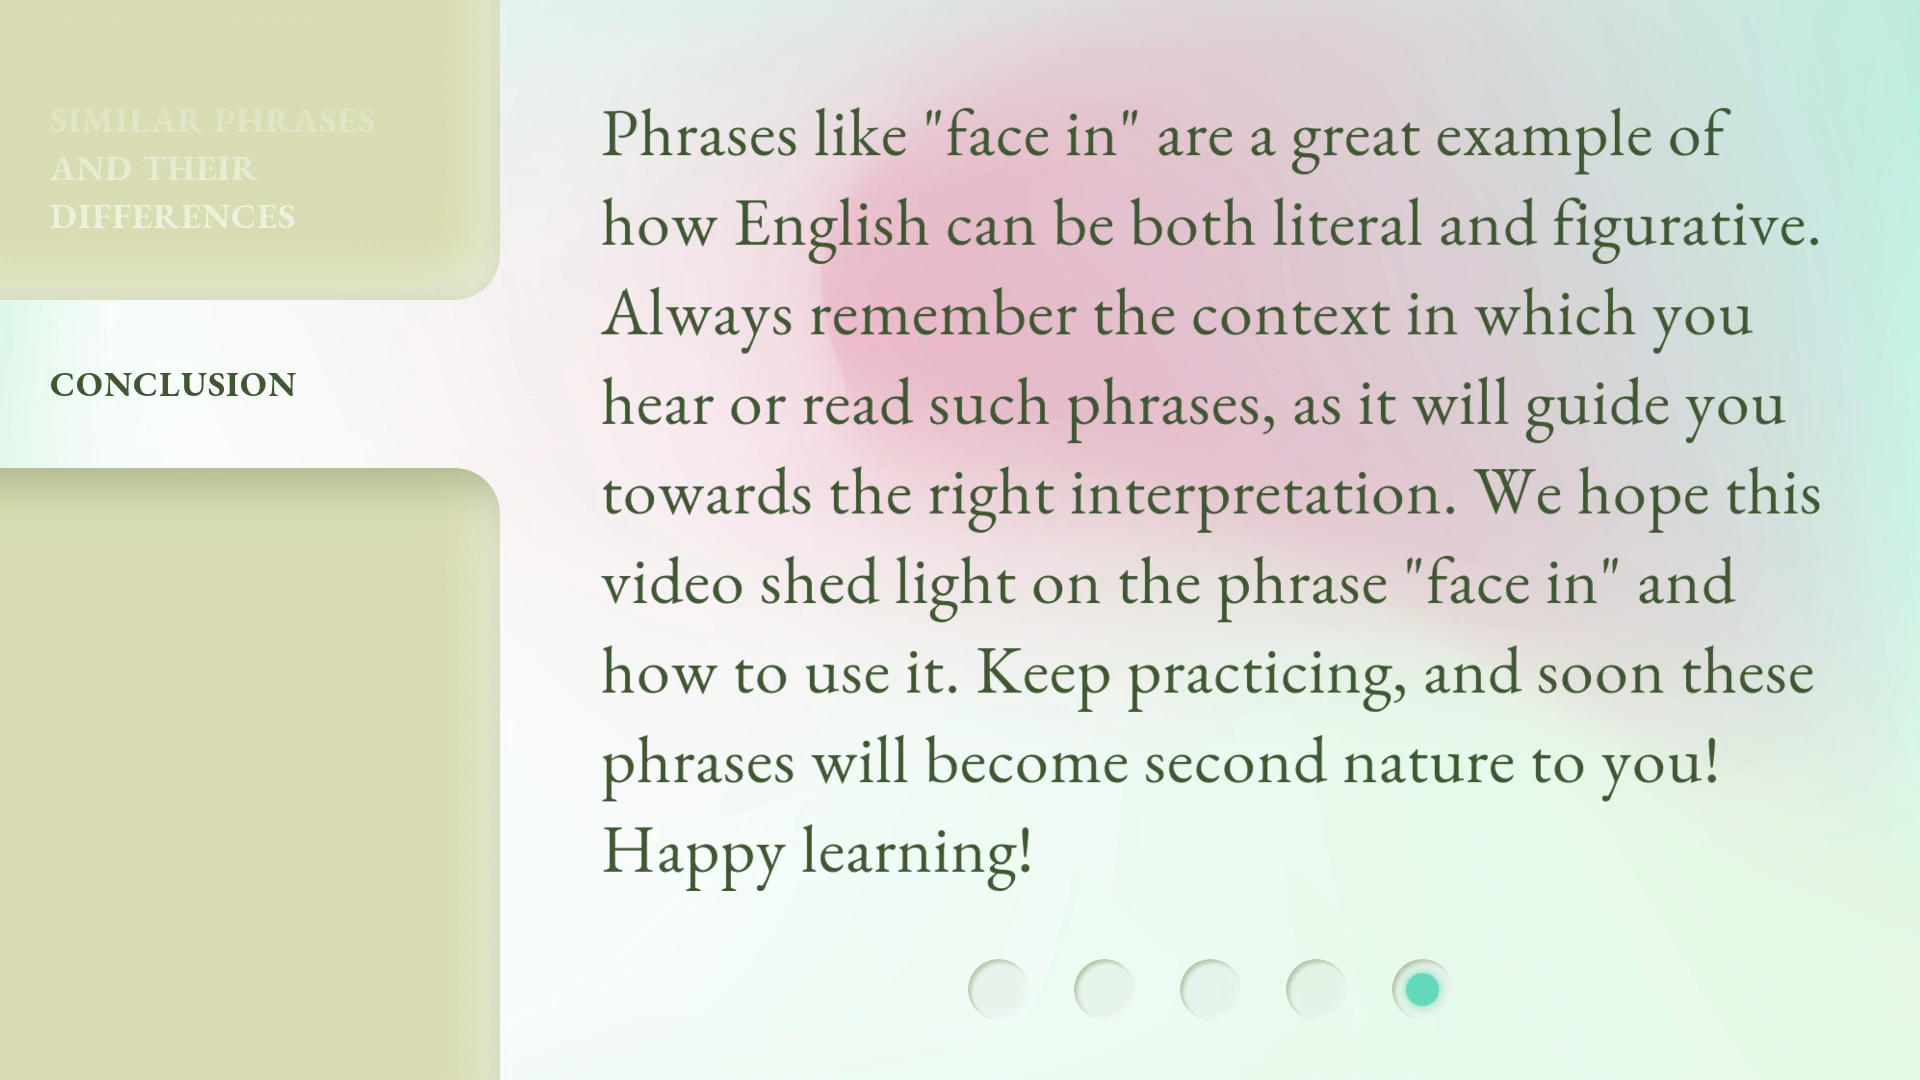 SIMILAR PHRASES
AND THEIR
DIFFERENCES
CONCLUSION
Phrases like "face in" are a great example of
how English can be both literal and figurative.
Always remember the context in which you
hear or read such phrases, as it will guide you
towards the right interpretation. We hope this
video shed light on the phrase "face in" and
how to use it. Keep practicing, and soon these
phrases will become second nature to you!
Happy learning!